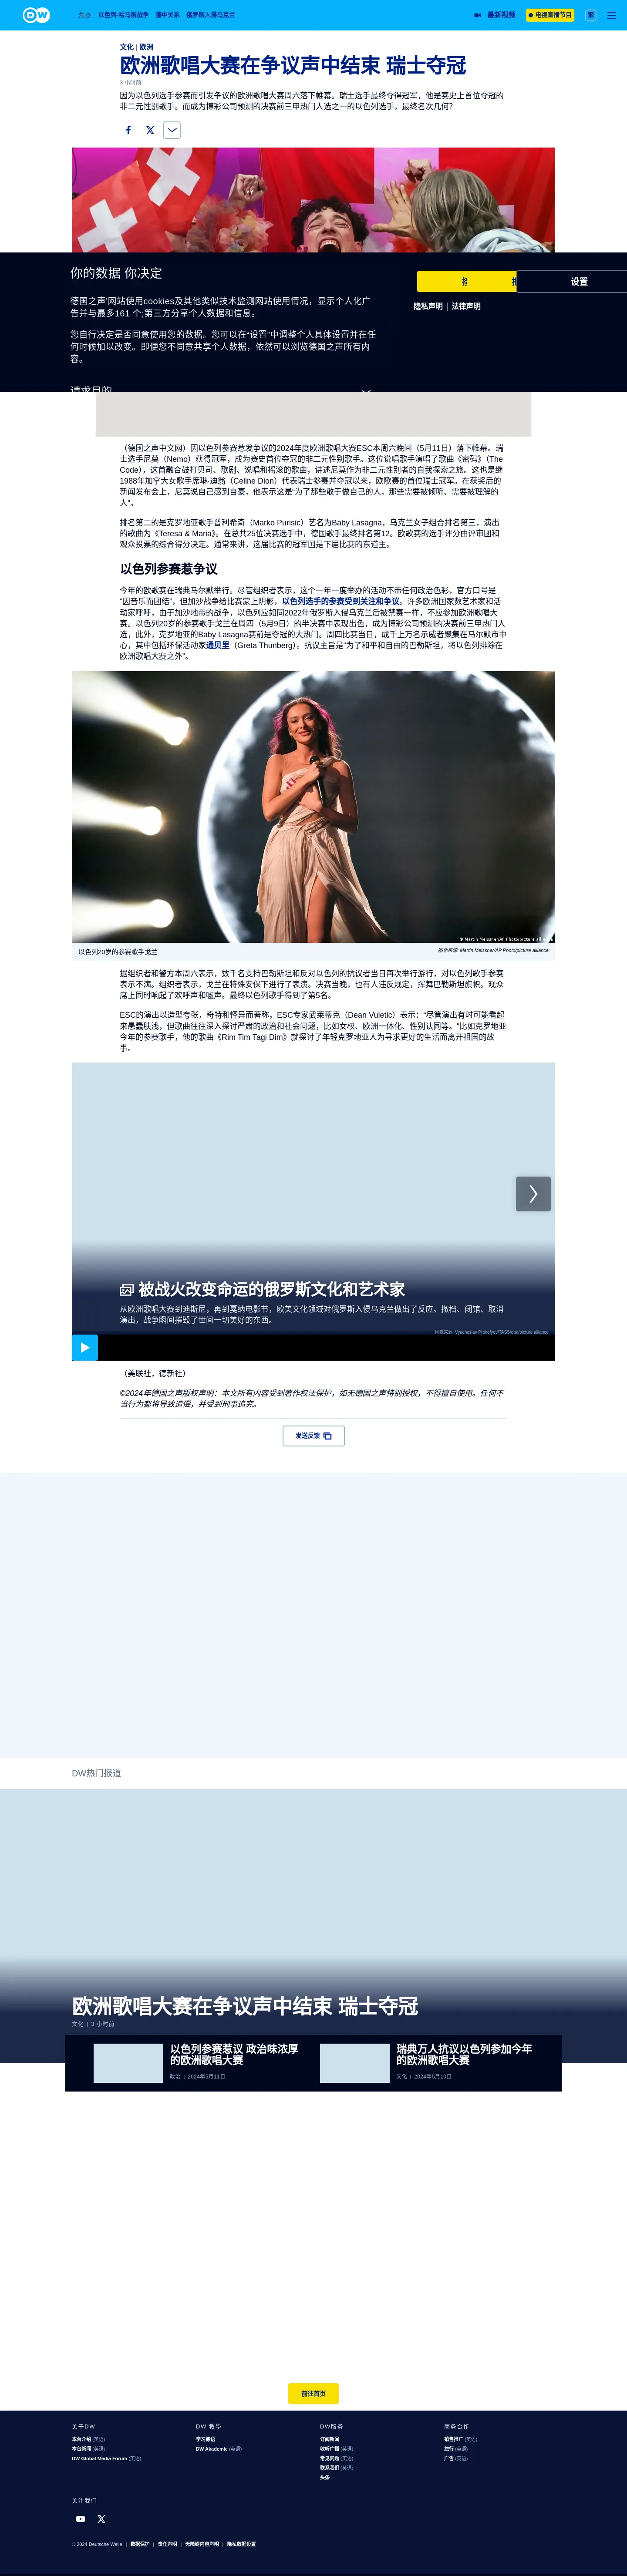 DW
焦点 以色列-哈马斯战争 德中关系 俄罗斯入侵乌克兰
最新视频 电视直播节目 繁
文化 | 欧洲
欧洲歌唱大赛在争议声中结束 瑞士夺冠
3 小时前
因为以色列选手参赛而引发争议的欧洲歌唱大赛周六落下帷幕。瑞士选手最终夺得冠军，他是赛史上首位夺冠的
非二元性别歌手。而成为博彩公司预测的决赛前三甲热门人选之一的以色列选手，最终名次几何？
你的数据 你决定
德国之声'网站使用cookies及其他类似技术监测网站使用情况，显示个人化广
告并与最多161 个;第三方分享个人数据和信息。
您自行决定是否同意使用您的数据。您可以在“设置”中调整个人具体设置并在任
何时候加以改变。即便您不同意共享个人数据，依然可以浏览德国之声所有内
容。
请求目的
设置
隐私声明 | 法律声明
（德国之声中文网）因以色列参赛惹发争议的2024年度欧洲歌唱大赛ESC本周六晚间（5月11日）落下帷幕。瑞
士选手尼莫（Nemo）获得冠军，成为赛史首位夺冠的非二元性别歌手。这位说唱歌手演唱了歌曲《密码》（The
Code），这首融合鼓打贝司、歌剧、说唱和摇滚的歌曲，讲述尼莫作为非二元性别者的自我探索之旅。这也是继
1988年加拿大女歌手席琳·迪翁（Celine Dion）代表瑞士参赛并夺冠以来，欧歌赛的首位瑞士冠军。在获奖后的
新闻发布会上，尼莫说自己感到自豪，他表示这是“为了那些敢于做自己的人，那些需要被倾听、需要被理解的
人”。
排名第二的是克罗地亚歌手普利希奇（Marko Purisic）艺名为Baby Lasagna，乌克兰女子组合排名第三，演出
的歌曲为《Teresa & Maria》。在总共25位决赛选手中，德国歌手最终排名第12。欧歌赛的选手评分由评审团和
观众投票的综合得分决定。通常来讲，这届比赛的冠军国是下届比赛的东道主。
以色列参赛惹争议
今年的欧歌赛在瑞典马尔默举行。尽管组织者表示，这个一年一度举办的活动不带任何政治色彩，官方口号是
“因音乐而团结”，但加沙战争给比赛蒙上阴影，以色列选手的参赛受到关注和争议。许多欧洲国家数艺术家和活
动家呼吁，由于加沙地带的战争，以色列应如同2022年俄罗斯入侵乌克兰后被禁赛一样，不应参加欧洲歌唱大
赛。以色列20岁的参赛歌手戈兰在周四（5月9日）的半决赛中表现出色，成为博彩公司预测的决赛前三甲热门人
选，此外，克罗地亚的Baby Lasagna赛前是夺冠的大热门。周四比赛当日，成千上万名示威者聚集在马尔默市中
心，其中包括环保活动家通贝里（Greta Thunberg）。抗议主旨是“为了和平和自由的巴勒斯坦，将以色列排除在
欧洲歌唱大赛之外”。
© Martin Meissner/AP Photo/picture all
以色列20岁的参赛歌手戈兰
图像来源: Martin Meissner/AP Photo/picture alliance
据组织者和警方本周六表示，数千名支持巴勒斯坦和反对以色列的抗议者当日再次举行游行，对以色列歌手参赛
表示不满。组织者表示，戈兰在特殊安保下进行了表演。决赛当晚，也有人违反规定，挥舞巴勒斯坦旗帜。观众
席上同时响起了欢呼声和嘘声。最终以色列歌手得到了第5名。
ESC的演出以造型夸张，奇特和怪异而著称，ESC专家武莱蒂克（Dean Vuletic）表示：“尽管演出有时可能看起
来愚蠢肤浅，但歌曲往往深入探讨严肃的政治和社会问题，比如女权、欧洲一体化、性别认同等。”比如克罗地亚
今年的参赛歌手，他的歌曲《Rim Tim Tagi Dim》就探讨了年轻克罗地亚人为寻求更好的生活而离开祖国的故
事。
被战火改变命运的俄罗斯文化和艺术家
从欧洲歌唱大赛到迪斯尼，再到戛纳电影节，欧美文化领域对俄罗斯入侵乌克兰做出了反应。撤档、闭馆、取消
演出，战争瞬间摧毁了世间一切美好的东西。
图像来源: Vyacheslav Prokofyev/TASS/dpa/picture alliance
（美联社，德新社）
©2024年德国之声版权声明：本文所有内容受到著作权法保护，如无德国之声特别授权，不得擅自使用。任何不
当行为都将导致追偿，并受到刑事追究。
发送反馈
DW热门报道
欧洲歌唱大赛在争议声中结束 瑞士夺冠
文化 | 3 小时前
以色列参赛惹议 政治味浓厚
的欧洲歌唱大赛
政治 | 2024年5月11日
瑞典万人抗议以色列参加今年
的欧洲歌唱大赛
文化 | 2024年5月10日
前往首页
关于DW
本台介绍 (英语)
本台新闻 (英语)
DW Global Media Forum (英语)
DW 教学
学习德语
DW Akademie (英语)
DW服务
订阅新闻
收听广播 (英语)
常见问题 (英语)
联系我们 (英语)
头条
商务合作
销售推广 (英语)
旅行 (英语)
广告 (英语)
关注我们
© 2024 Deutsche Welle | 数据保护 | 责任声明 | 无障碍内容声明 | 隐私数据设置